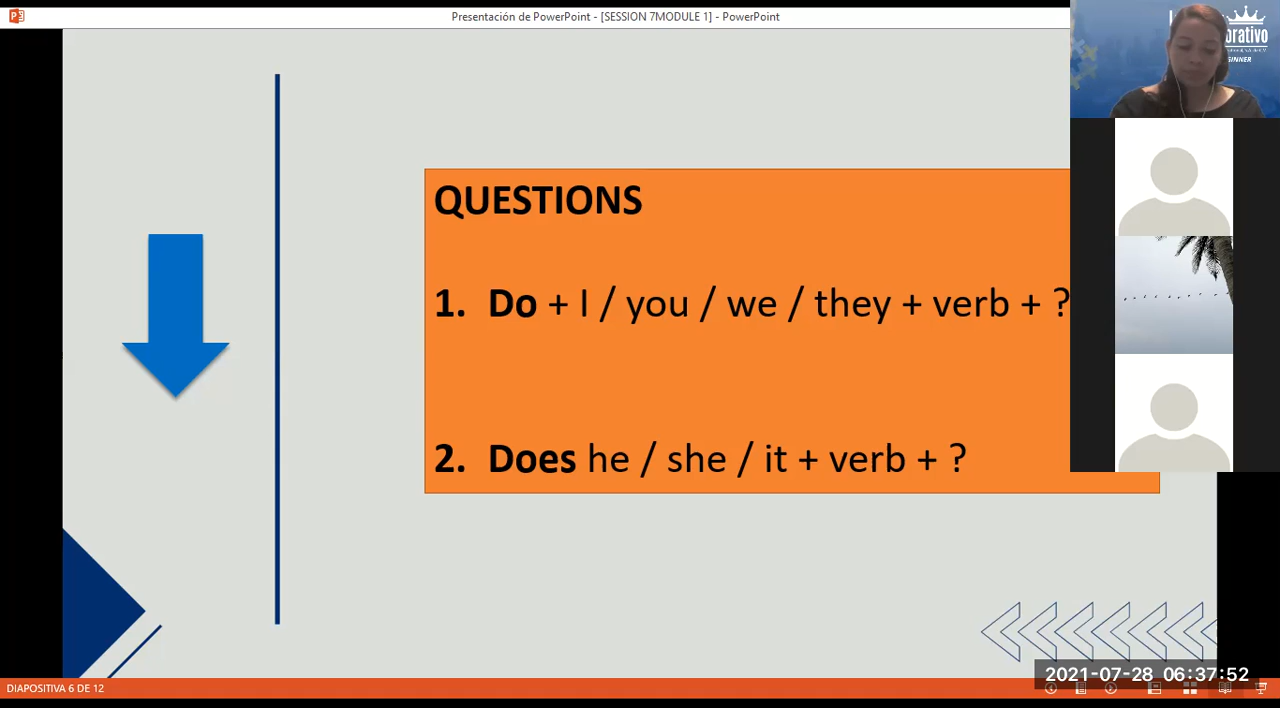 Presentación de PowerPoint - [SESSION 7MODULE 1] - PowerPoint
QUESTIONS
1. Do + I / you / we / they + verb + ?
2. Does he / she / it + verb + ?
2021-07-28 06:37:52
DIAPOSITIVA 6 DE 12